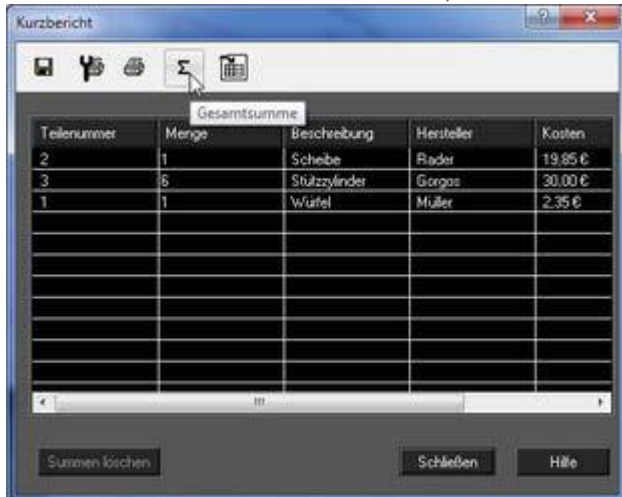 Kurzbericht
Σ
Gesamtsumme
Teilenummer Menge Beschreibung Hersteller Kosten
2 1 Scheibe Rader 19,85 €
3 6 Stützzylinder Gorgos 30,00 €
1 1 Würfel Müller 2,35 €
Summen löschen Schließen Hilfe